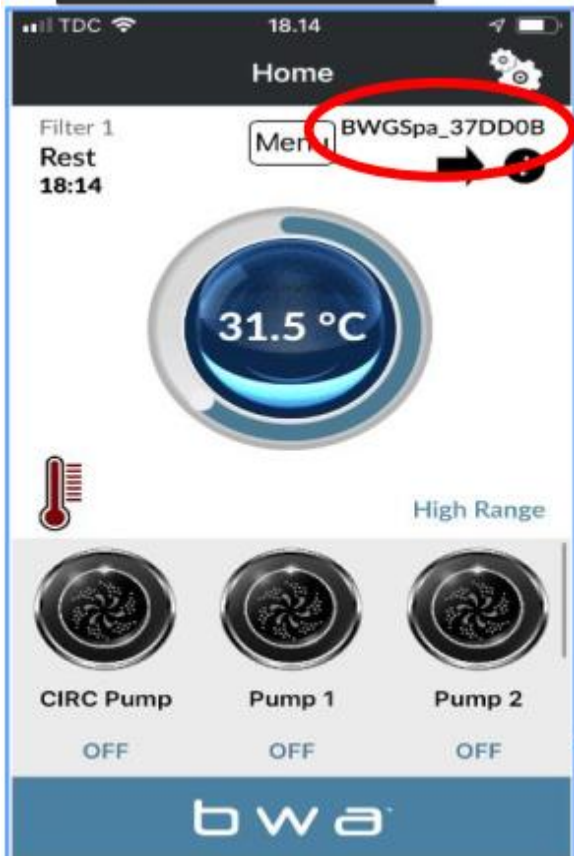 TDC 18.14
Home
Filter 1
Menu
BWGSpa_37DD0B
Rest
18:14
31.5 °C
High Range
CIRC Pump Pump 1 Pump 2
OFF OFF OFF
bwa